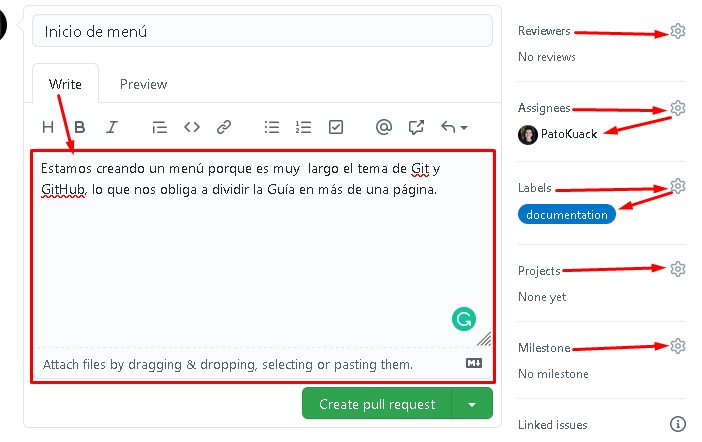 Inicio de menú
Write
Preview
H B I
Estamos creando un menú porque es muy largo el tema de Git y
GitHub, lo que nos obliga a dividir la Guía en más de una página.
Attach files by dragging & dropping, selecting or pasting them.
Create pull request
Reviewers
No reviews
Assignees
PatoKuack
Labels
documentation
Projects
None yet
Milestone
No milestone
Linked issues